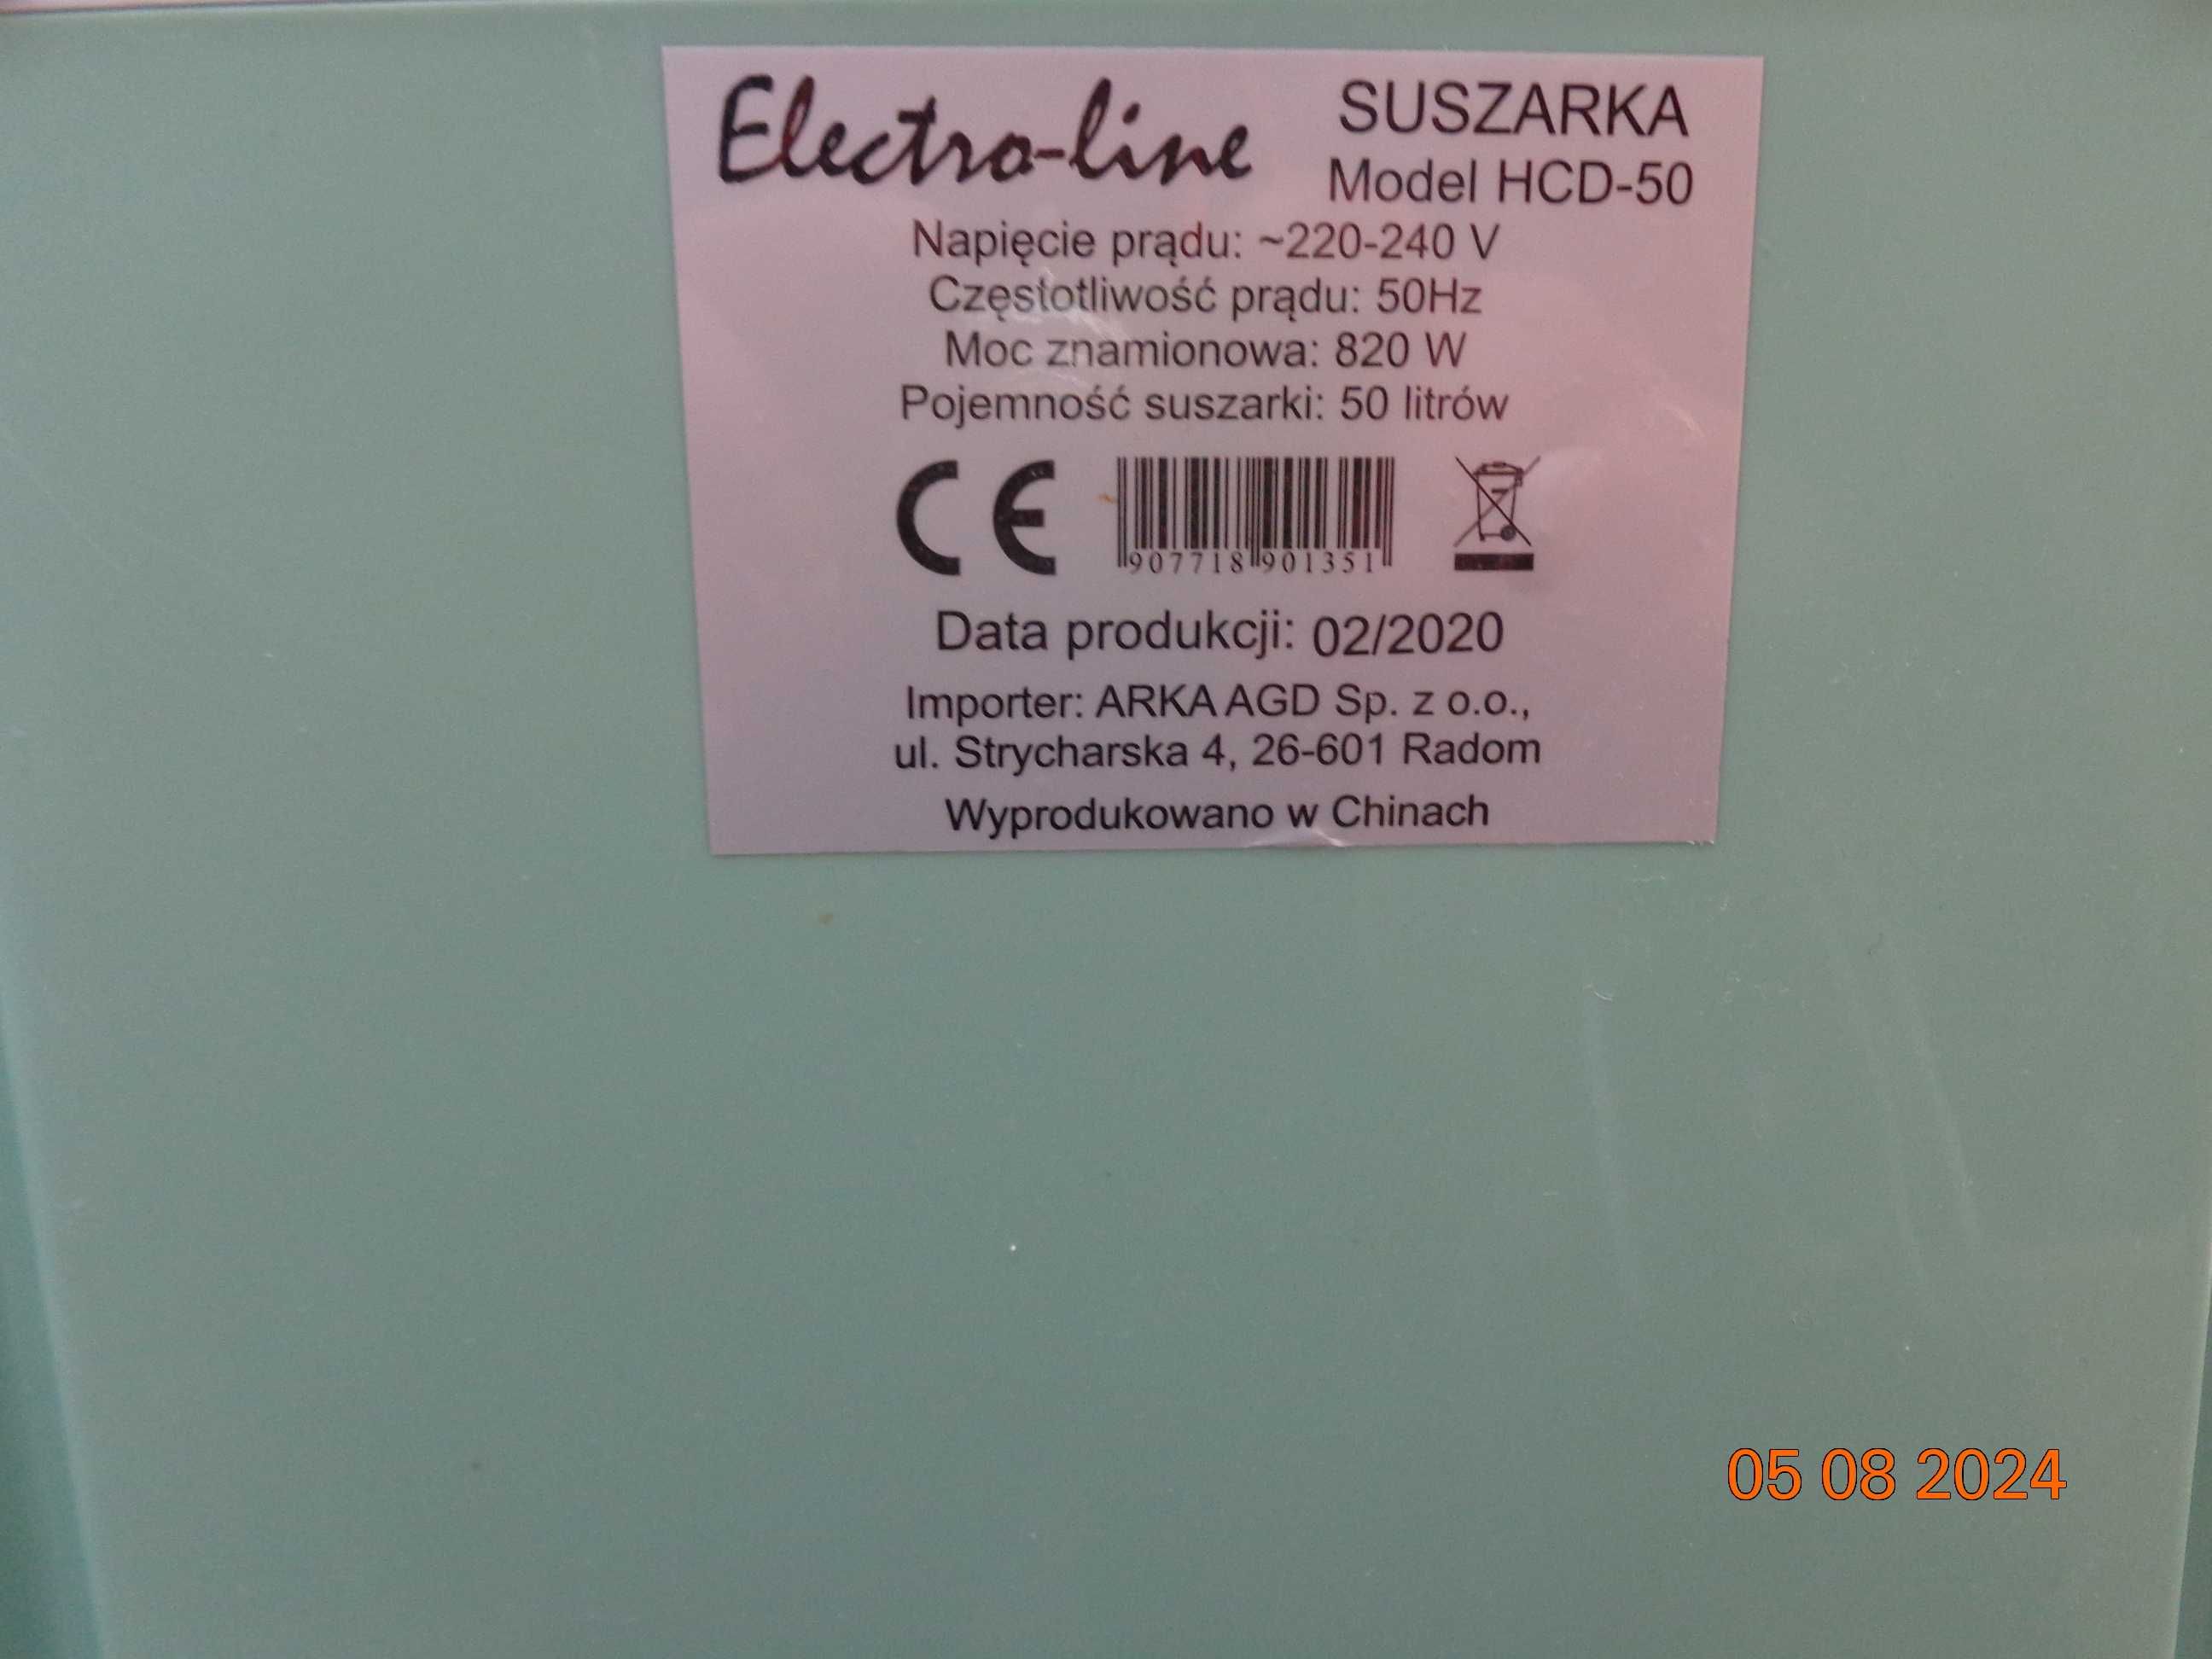 Electro-line
SUSZARKA
Model HCD-50
Napięcie prądu: ~220-240 V
Częstotliwość prądu: 50Hz
Moc znamionowa: 820 W
Pojemność suszarki: 50 litrów
CE
907718 901351
Data produkcji: 02/2020
Importer: ARKA AGD Sp. z o.o.,
ul. Strycharska 4, 26-601 Radom
Wyprodukowano w Chinach
05 08 2024